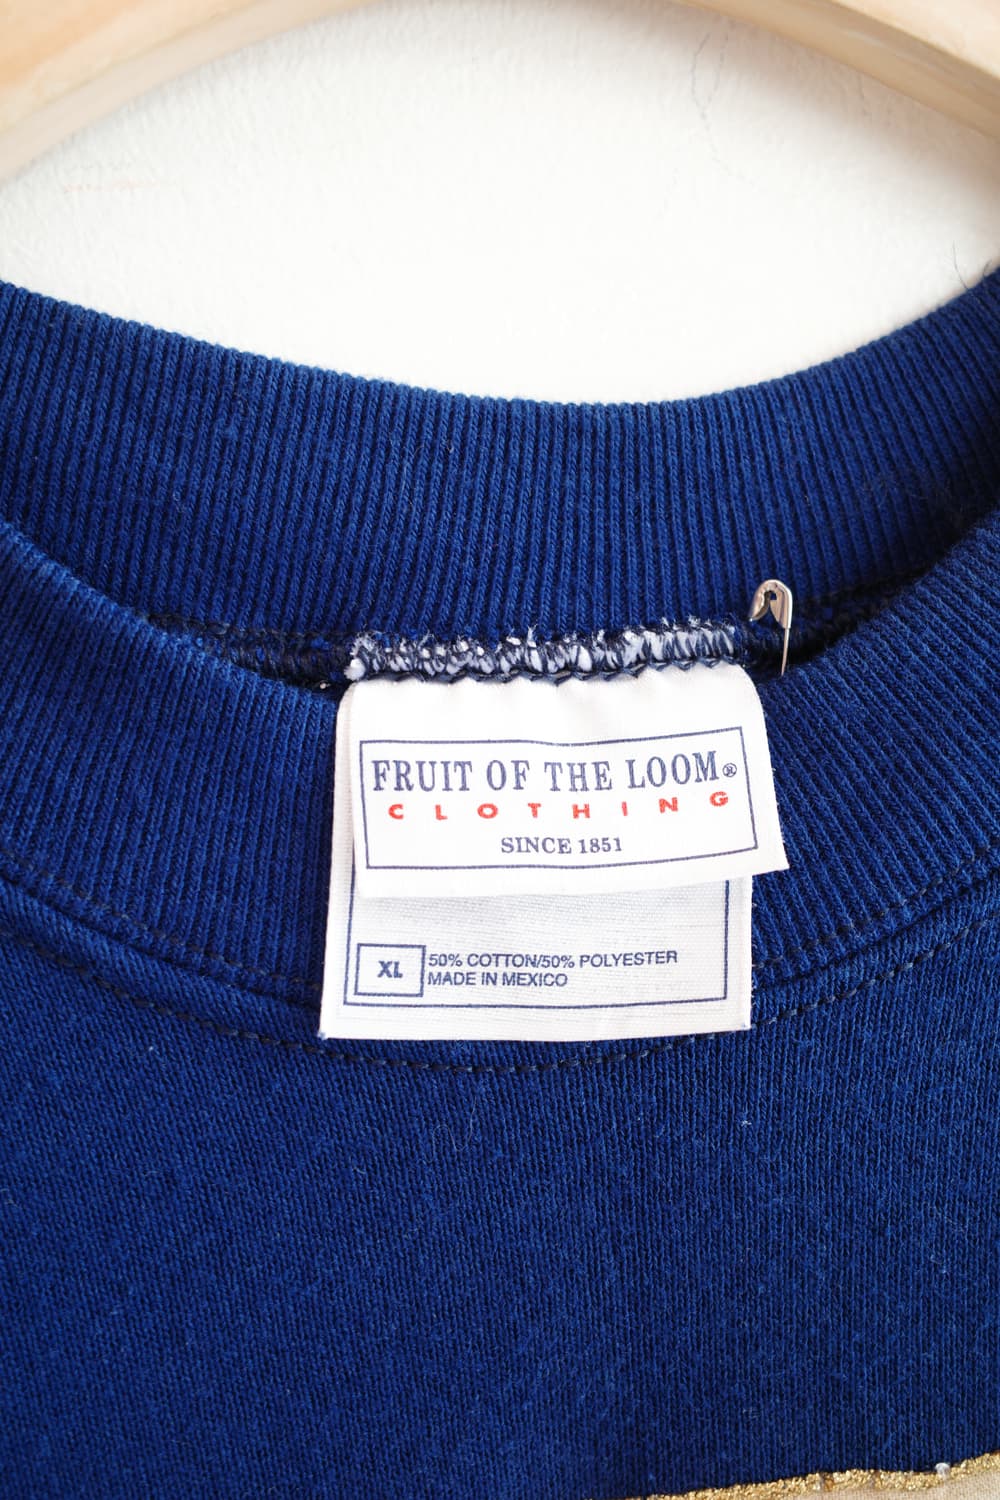 FRUIT OF THE LOOM®
CLOTHING
SINCE 1851
XL
50% COTTON/50% POLYESTER
MADE IN MEXICO